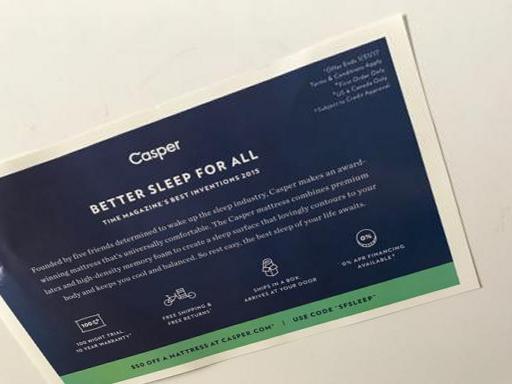 Casper
BETTER SLEEP FOR ALL
TIME MAGAZINE'S BEST INVENTIONS 2015
Founded by five friends determined to wake up the sleep industry, Casper makes an award-
winning mattress that's universally comfortable. The Casper mattress combines premium
latex and high-density memory foam to create a sleep surface that lovingly contours to your
body and keeps you cool and balanced. So rest easy, the best sleep of your life awaits.
100
100 NIGHT TRIAL
10 YEAR WARRANTY*
FREE SHIPPING &
FREE RETURNS*
SHIPS IN A BOX
ARRIVES AT YOUR DOOR
0%
0% APR FINANCING
AVAILABLE*
$50 OFF A MATTRESS AT CASPER.COM* | USE CODE "SFSLEEP"
*Offer Ends
Terms & Conditions Apply
*First Order Only
*US & Canada Only
*Subject to Credit Approval